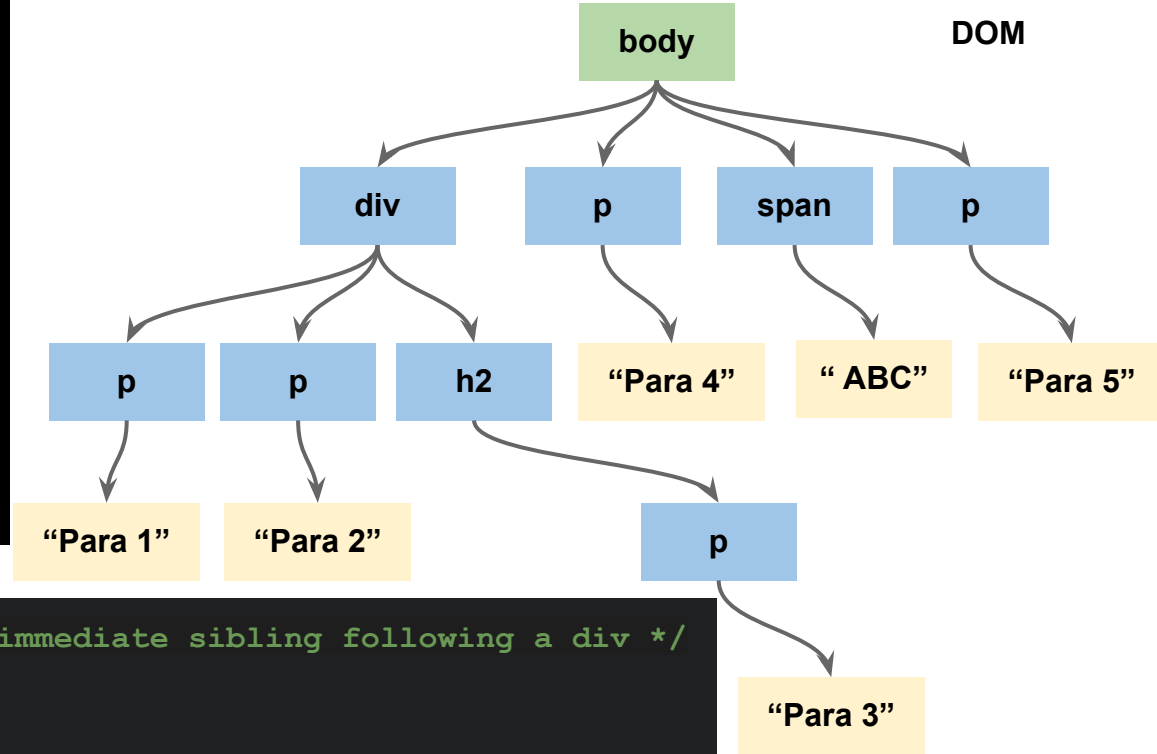 DOM
body
div
p
span
p
p
p
h2
“Para 4”
“ ABC”
“Para 5”
“Para 1”
“Para 2”
p
immediate sibling following a div */
“Para 3”